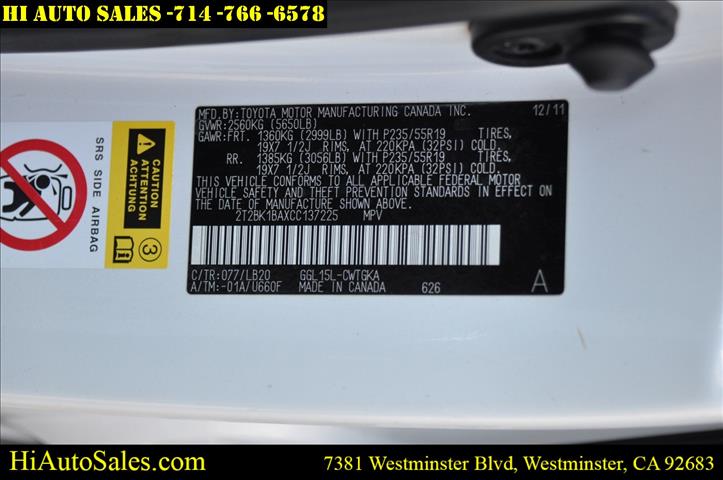 HI AUTO SALES -714 -766 -6578
MFD.BY:TOYOTA MOTOR MANUFACTURING CANADA INC. 12/11
GVWR:2560KG (5650LB)
GAWR:FRT. 1360KG (2999LB) WITH P235/55R19 TIRES,
19X7 1/2J RIMS, AT 220KPA (32PSI) COLD.
RR. 1385KG (3056LB) WITH P235/55R19 TIRES,
19X7 1/2J RIMS, AT 220KPA (32PSI) COLD.
THIS VEHICLE CONFORMS TO ALL APPLICABLE FEDERAL MOTOR
VEHICLE SAFETY AND THEFT PREVENTION STANDARDS IN EFFECT ON
THE DATE OF MANUFACTURE SHOWN ABOVE.
2T2BK1BAXCC137225 MPV
C/TR:077/LB20 GGL15L-CWTGKA
A/TM:-01A/U660F MADE IN CANADA 626 A
SRS SIDE AIRBAG
CAUTION
ATTENTION
ACHTUNG
HiAutoSales.com 7381 Westminster Blvd, Westminster, CA 92683